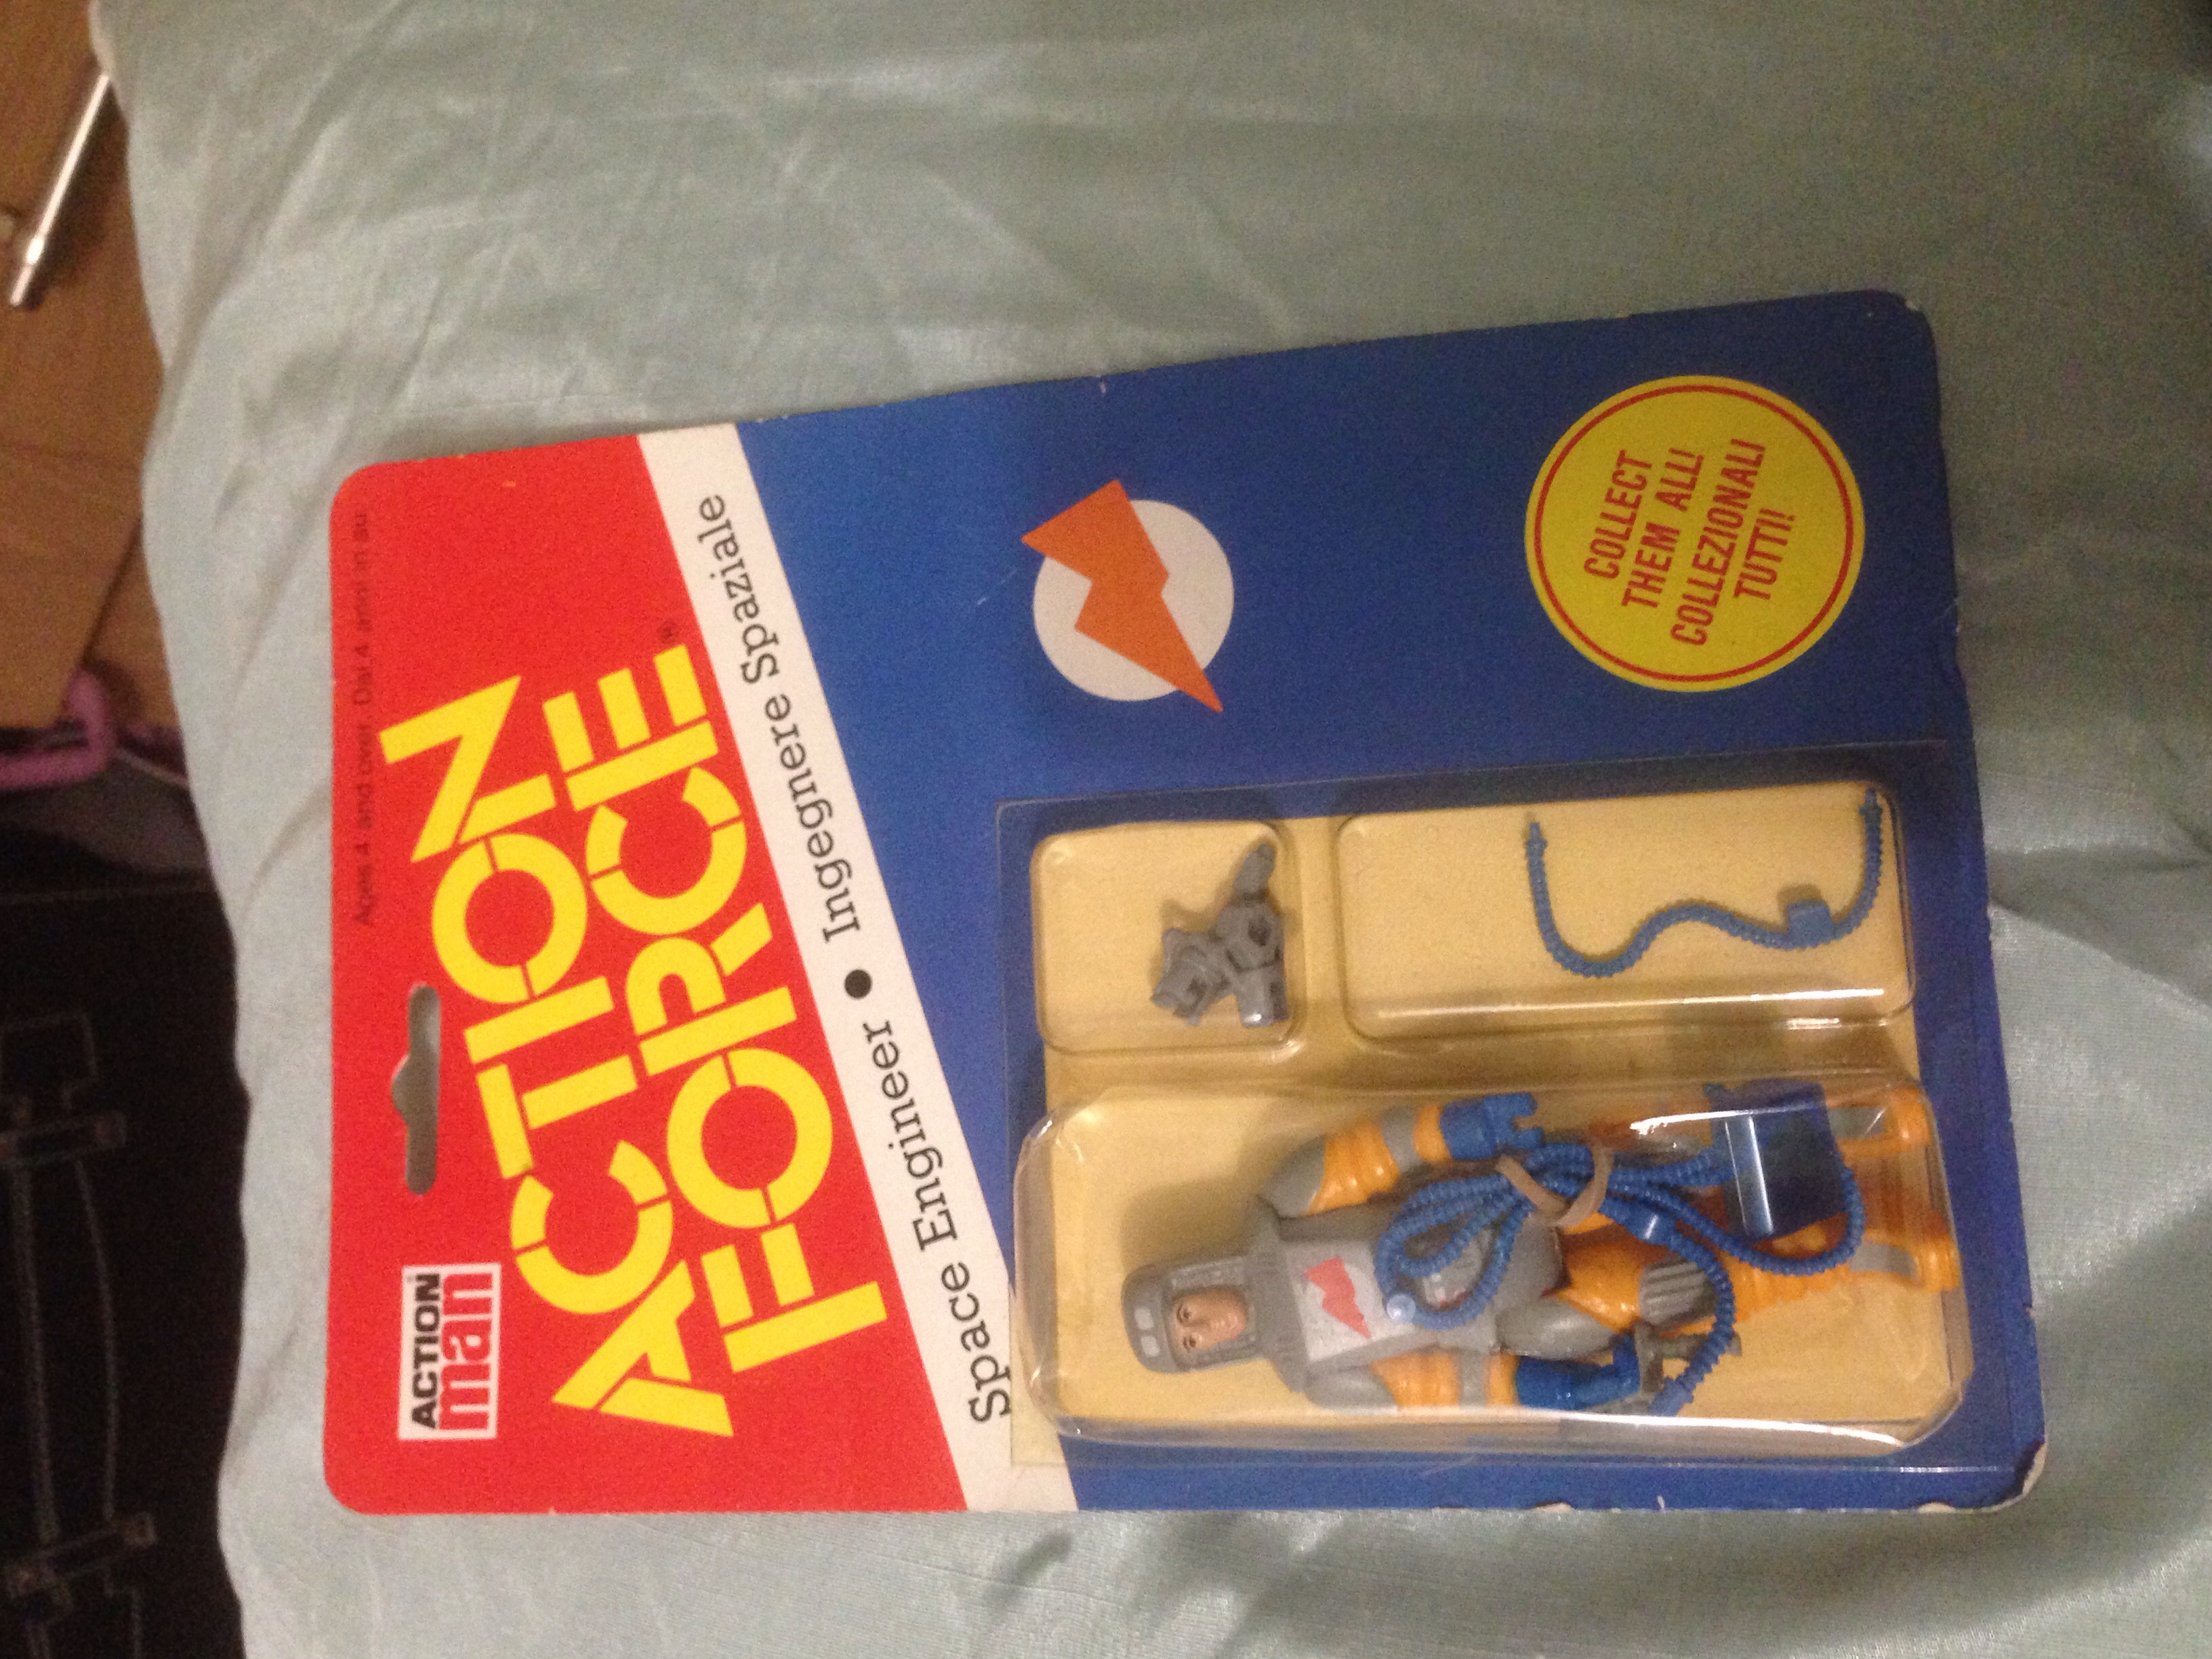 Ages 4 and over. Dai 4 anni in su
ACTION
man
ACTION
FORCE®
Space Engineer ● Ingegnere Spaziale
COLLECT
THEM ALL!
COLLEZIONALI
TUTTI!